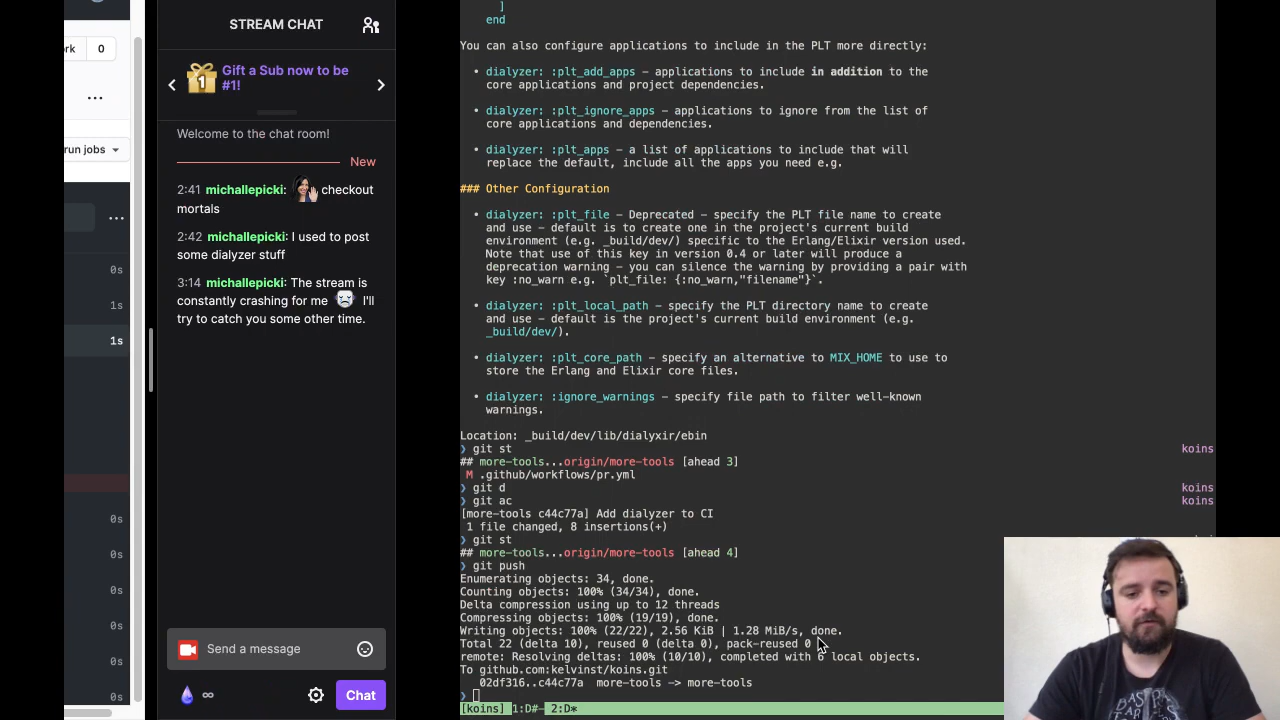 rk
0
run jobs
0s
1s
1s
0s
0s
0s
0s
0s
0s
STREAM CHAT
1
Gift a Sub now to be
#1!
Welcome to the chat room!
New
2:41 michallepicki: checkout
mortals
2:42 michallepicki: I used to post
some dialyzer stuff
3:14 michallepicki: The stream is
constantly crashing for me I'll
try to catch you some other time.
Send a message
∞
Chat
]
end
You can also configure applications to include in the PLT more directly:
• dialyzer: :plt_add_apps – applications to include in addition to the
core applications and project dependencies.
• dialyzer: :plt_ignore_apps – applications to ignore from the list of
core applications and dependencies.
• dialyzer: :plt_apps – a list of applications to include that will
replace the default, include all the apps you need e.g.
### Other Configuration
• dialyzer: :plt_file – Deprecated – specify the PLT file name to create
and use – default is to create one in the project's current build
environment (e.g. _build/dev/) specific to the Erlang/Elixir version used.
Note that use of this key in version 0.4 or later will produce a
deprecation warning – you can silence the warning by providing a pair with
key :no_warn e.g. `plt_file: {:no_warn,"filename"}`.
• dialyzer: :plt_local_path – specify the PLT directory name to create
and use – default is the project's current build environment (e.g.
_build/dev/).
• dialyzer: :plt_core_path – specify an alternative to MIX_HOME to use to
store the Erlang and Elixir core files.
• dialyzer: :ignore_warnings – specify file path to filter well-known
warnings.
Location: _build/dev/lib/dialyxir/ebin
❯ git st koins
## more-tools...origin/more-tools [ahead 3]
M .github/workflows/pr.yml
❯ git d koins
❯ git ac koins
[more-tools c44c77a] Add dialyzer to CI
1 file changed, 8 insertions(+)
❯ git st
## more-tools...origin/more-tools [ahead 4]
❯ git push
Enumerating objects: 34, done.
Counting objects: 100% (34/34), done.
Delta compression using up to 12 threads
Compressing objects: 100% (19/19), done.
Writing objects: 100% (22/22), 2.56 KiB | 1.28 MiB/s, done.
Total 22 (delta 10), reused 0 (delta 0), pack-reused 0
remote: Resolving deltas: 100% (10/10), completed with 6 local objects.
To github.com:kelvinst/koins.git
02df316..c44c77a more-tools -> more-tools
❯
[koins] 1:D#- 2:D*